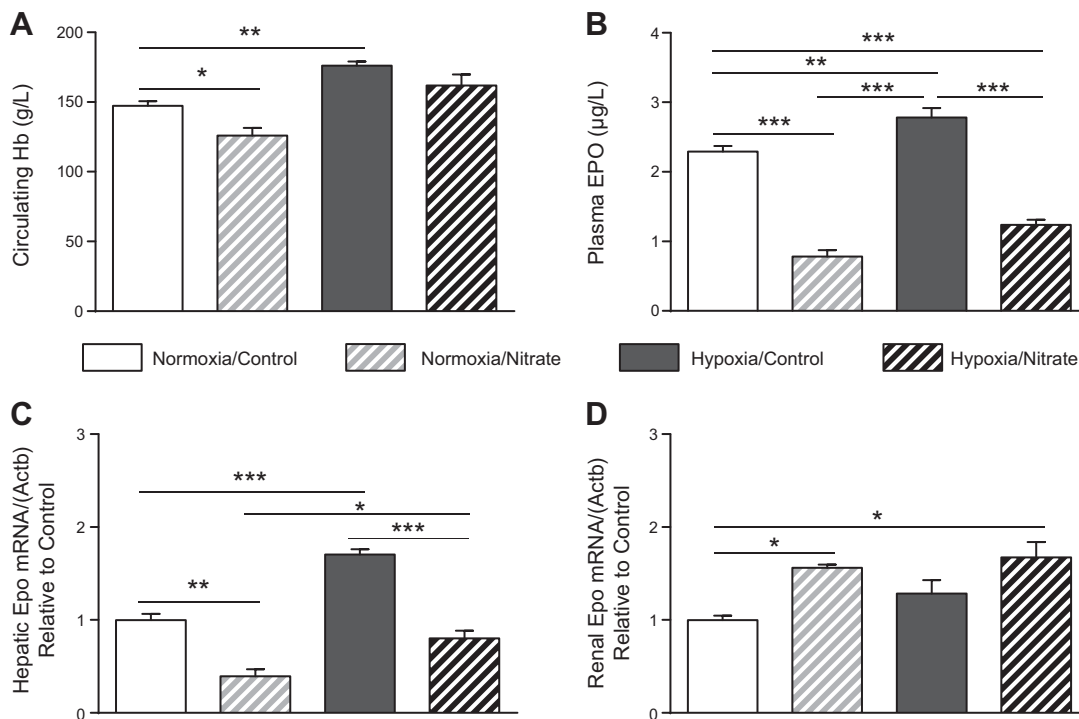 A
Circulating Hb (g/L)
200
150
100
50
0
**
*
B
Plasma EPO (µg/L)
4
3
2
1
0
***
**
*** ***
***
Normoxia/Control Normoxia/Nitrate Hypoxia/Control Hypoxia/Nitrate
C
Hepatic Epo mRNA/(Actb)
Relative to Control
3
2
1
0
***
*
***
**
D
Renal Epo mRNA/(Actb)
Relative to Control
3
2
1
0
*
*